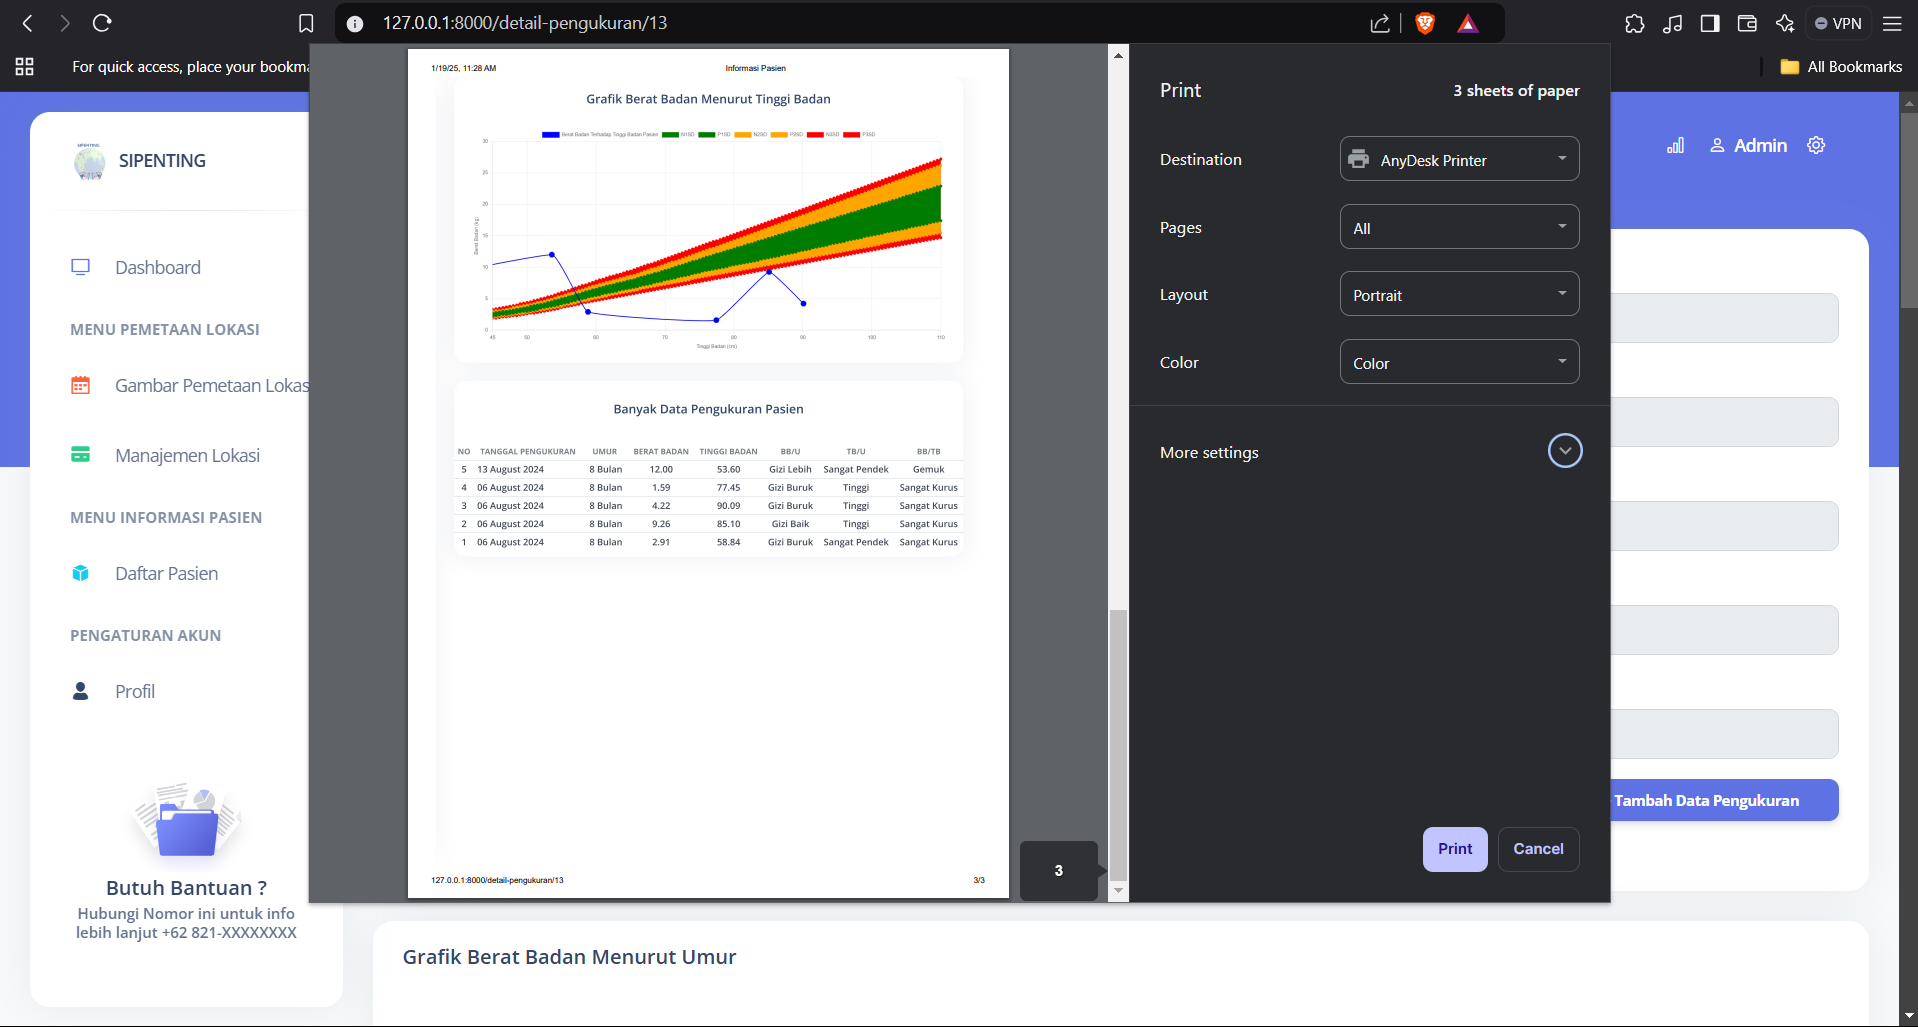 127.0.0.1:8000/detail-pengukuran/13
VPN
For quick access, place your bookma
All Bookmarks
SIPENTING
Dashboard
MENU PEMETAAN LOKASI
Gambar Pemetaan Lokas
Manajemen Lokasi
MENU INFORMASI PASIEN
Daftar Pasien
PENGATURAN AKUN
Profil
Butuh Bantuan ?
Hubungi Nomor ini untuk info
lebih lanjut +62 821-XXXXXXXX
1/19/25, 11:28 AM
Informasi Pasien
Grafik Berat Badan Menurut Tinggi Badan
Berat Badan Terhadap Tinggi Badan Pasien N1SD P1SD N2SD P2SD N3SD P3SD
30
25
20
15
10
5
0
Berat Badan (kg)
45 50 60 70 80 90 100 110
Tinggi Badan (cm)
Banyak Data Pengukuran Pasien
NO TANGGAL PENGUKURAN UMUR BERAT BADAN TINGGI BADAN BB/U TB/U BB/TB
5 13 August 2024 8 Bulan 12.00 53.60 Gizi Lebih Sangat Pendek Gemuk
4 06 August 2024 8 Bulan 1.59 77.45 Gizi Buruk Tinggi Sangat Kurus
3 06 August 2024 8 Bulan 4.22 90.09 Gizi Buruk Tinggi Sangat Kurus
2 06 August 2024 8 Bulan 9.26 85.10 Gizi Baik Tinggi Sangat Kurus
1 06 August 2024 8 Bulan 2.91 58.84 Gizi Buruk Sangat Pendek Sangat Kurus
127.0.0.1:8000/detail-pengukuran/13
3/3
3
Print
3 sheets of paper
Destination
AnyDesk Printer
Pages
All
Layout
Portrait
Color
Color
More settings
Print
Cancel
Admin
Tambah Data Pengukuran
Grafik Berat Badan Menurut Umur